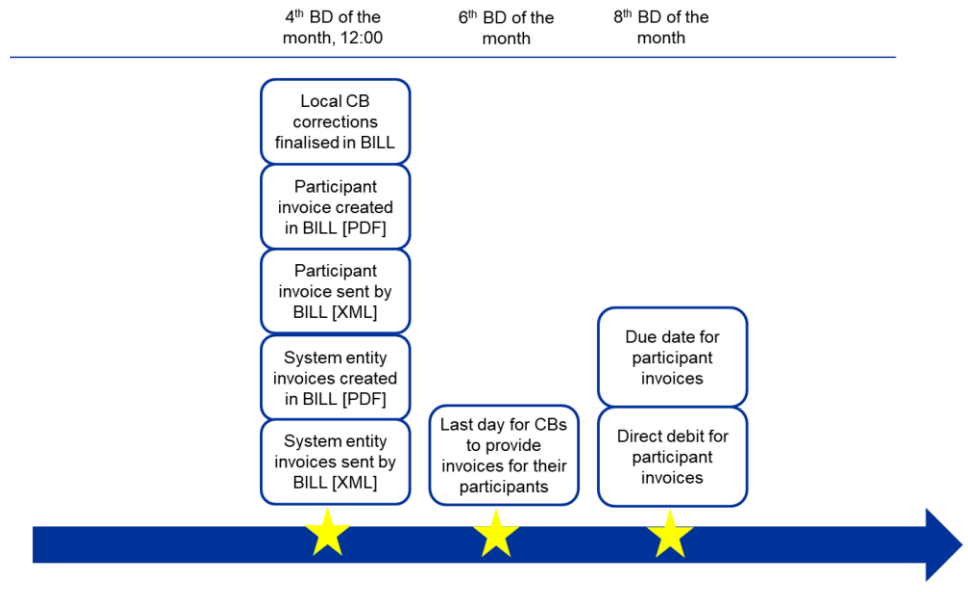 4th BD of the
month, 12:00
6th BD of the
month
8th BD of the
month
Local CB
corrections
finalised in BILL
Participant
invoice created
in BILL [PDF]
Participant
invoice sent by
BILL [XML]
System entity
invoices created
in BILL [PDF]
System entity
invoices sent by
BILL [XML]
Last day for CBs
to provide
invoices for their
participants
Due date for
participant
invoices
Direct debit for
participant
invoices